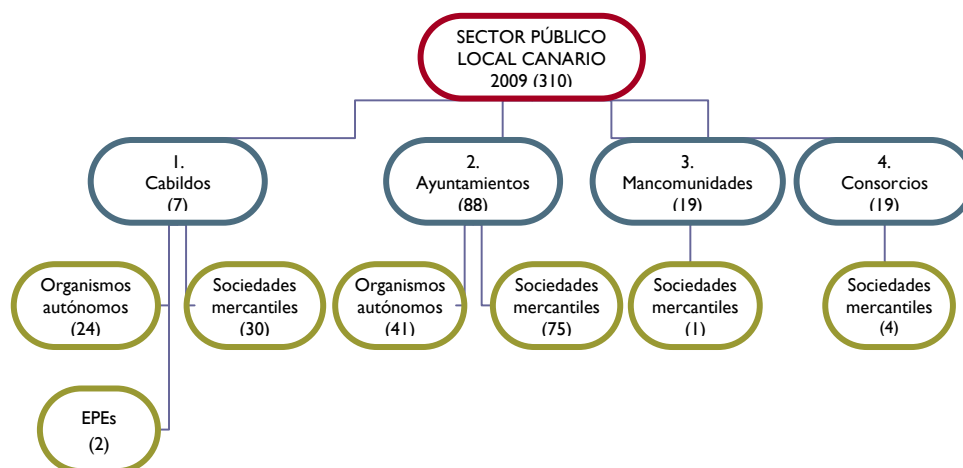 SECTOR PÚBLICO
LOCAL CANARIO
2009 (310)
1.
Cabildos
(7)
2.
Ayuntamientos
(88)
3.
Mancomunidades
(19)
4.
Consorcios
(19)
Organismos
autónomos
(24)
Sociedades
mercantiles
(30)
Organismos
autónomos
(41)
Sociedades
mercantiles
(75)
Sociedades
mercantiles
(1)
Sociedades
mercantiles
(4)
EPEs
(2)